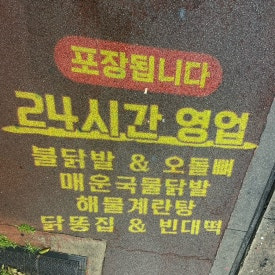 포장됩니다
24시간 영업
불닭발 & 오돌뼈
매운국물닭발
해물계란탕
닭똥집 & 빈대떡